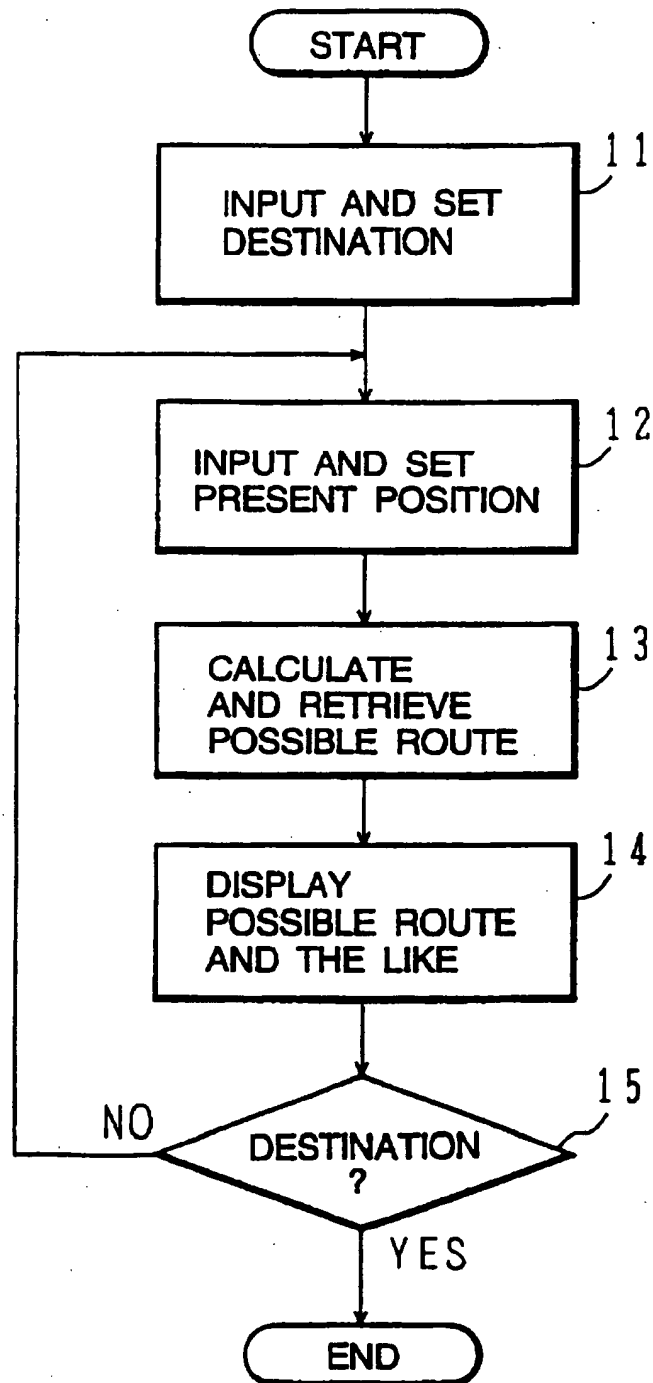 START
11
INPUT AND SET
DESTINATION
12
INPUT AND SET
PRESENT POSITION
13
CALCULATE
AND RETRIEVE
POSSIBLE ROUTE
14
DISPLAY
POSSIBLE ROUTE
AND THE LIKE
15
NO
DESTINATION
?
YES
END